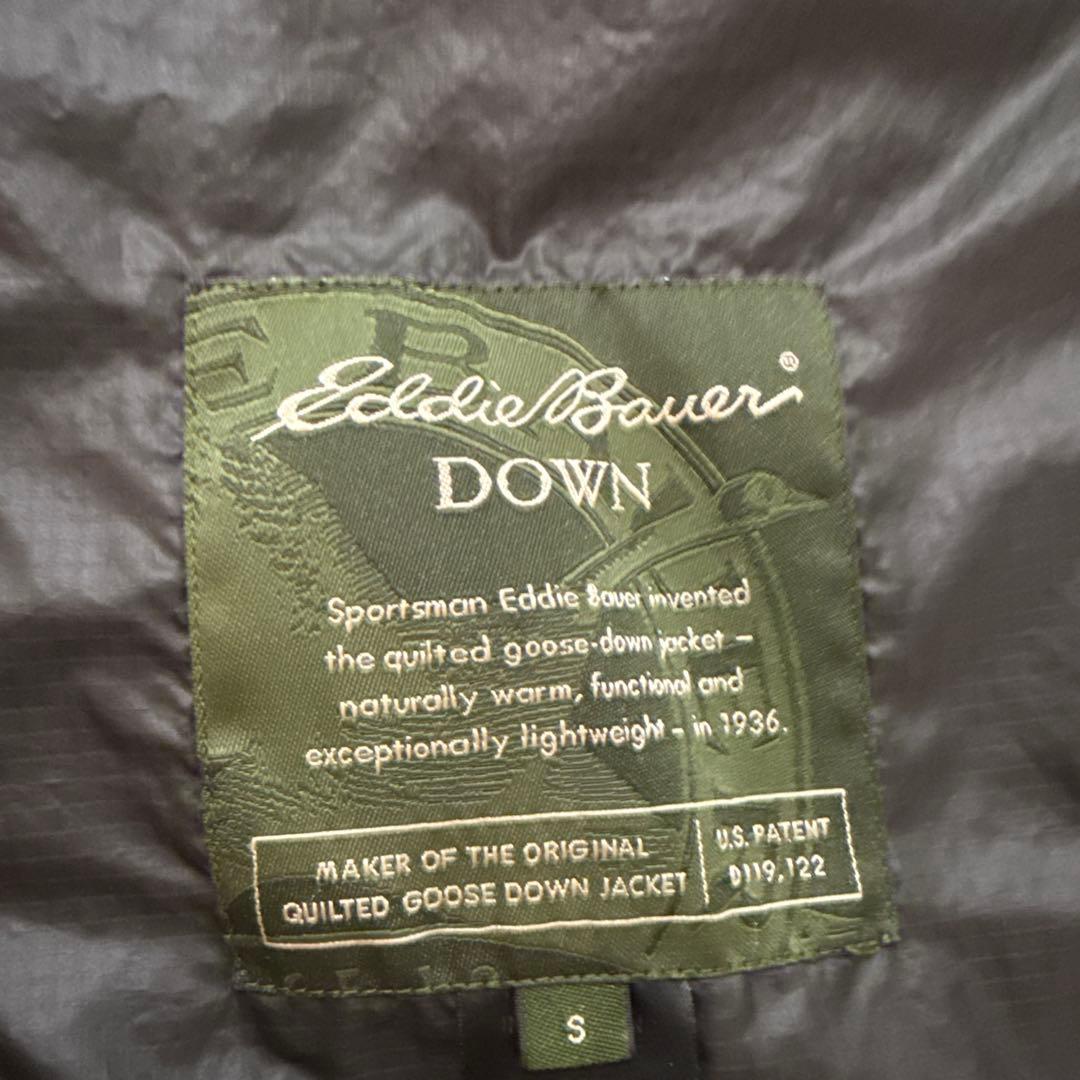 E B
Eddie Bauer®
DOWN
Sportsman Eddie Bauer invented
the quilted goose-down jacket –
naturally warm, functional and
exceptionally lightweight – in 1936.
MAKER OF THE ORIGINAL
QUILTED GOOSE DOWN JACKET
U.S. PATENT
D119,122
S